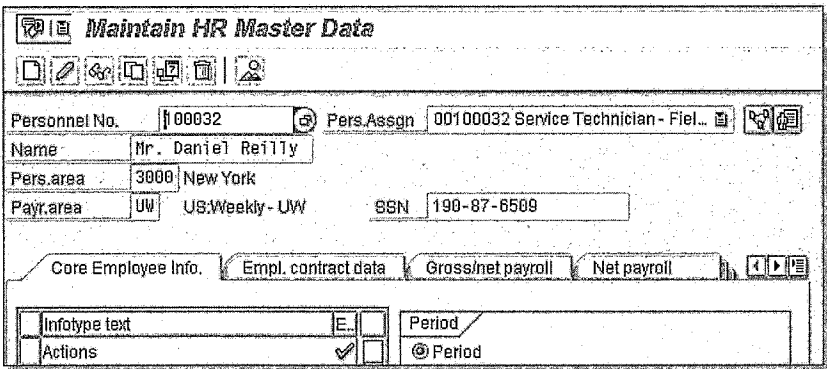 Maintain HR Master Data
Personnel No. 100032 Pers.Assgn 00100032 Service Technician - Fiel...
Name Mr. Daniel Reilly
Pers.area 3000 New York
Payr.area UW US:Weekly - UW SSN 190-87-6509
Core Employee Info. Empl. contract data Gross/net payroll Net payroll
Infotype text E.. Period
Actions Period